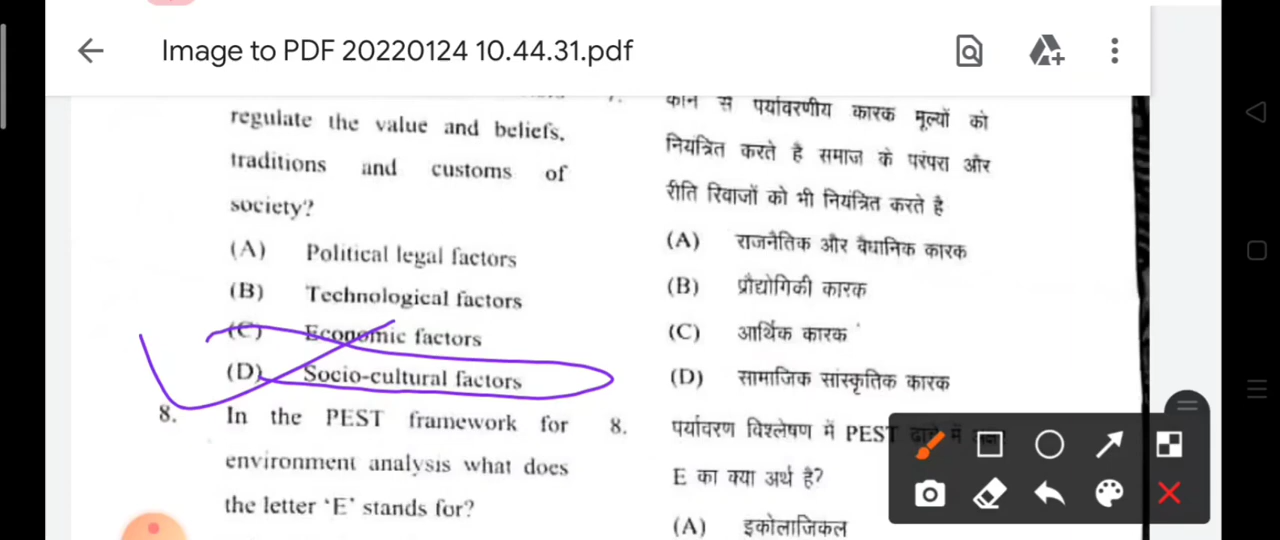 Image to PDF 20220124 10.44.31.pdf
regulate the value and beliefs,
traditions and customs of
society?
(A) Political legal factors
(B) Technological factors
(C) Economic factors
(D) Socio-cultural factors
8. In the PEST framework for
environment analysis what does
the letter ‘E’ stands for?
7. कौन से पर्यावरणीय कारक मूल्यों को
नियंत्रित करते है समाज के परंपरा और
रीति रिवाजों को भी नियंत्रित करते है
(A) राजनैतिक और वैधानिक कारक
(B) प्रौद्योगिकी कारक
(C) आर्थिक कारक
(D) सामाजिक सांस्कृतिक कारक
8. पर्यावरण विश्लेषण में PEST ढांचे में
E का क्या अर्थ है?
(A) इकोलाजिकल